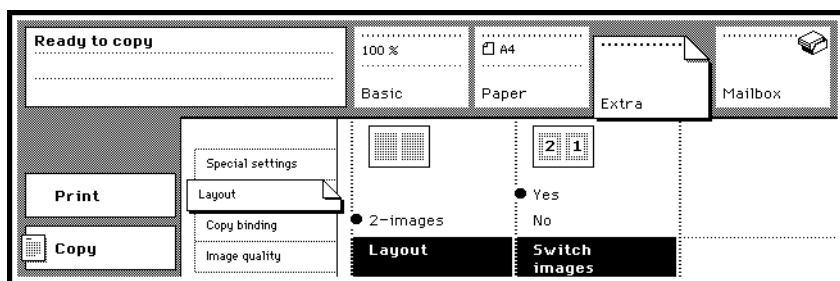 Ready to copy
100 %
Basic
A4
Paper
Extra
Mailbox
Print
Copy
Special settings
Layout
Copy binding
Image quality
2-images
Layout
2 1
Yes
No
Switch
images